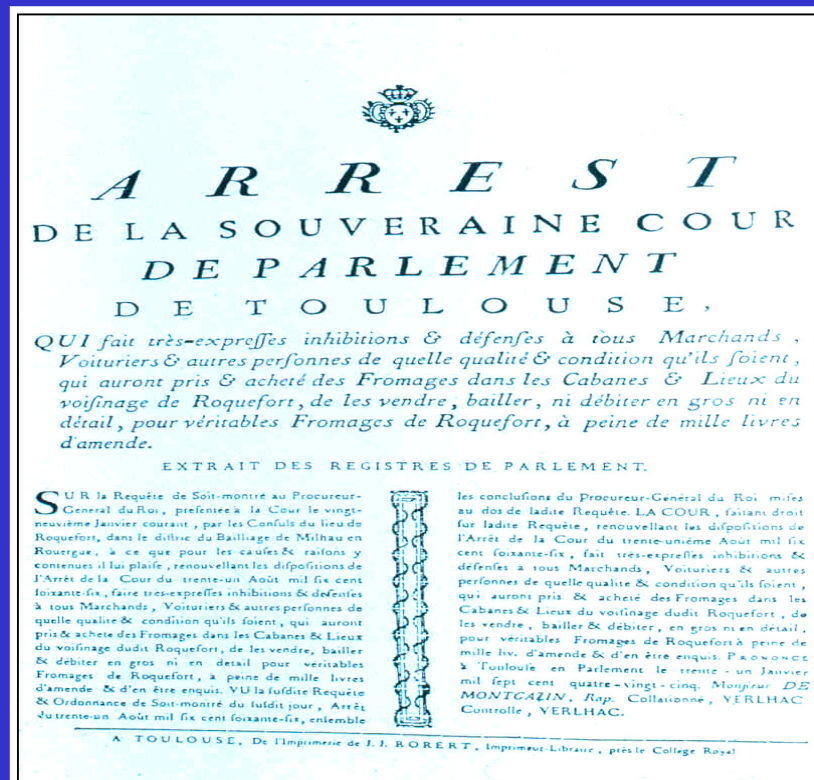 ARREST
DE LA SOUVERAINE COUR
DE PARLEMENT
DE TOULOUSE,
QUI fait très-expreſſes inhibitions & défenſes à tous Marchands,
Voituriers & autres perſonnes de quelle qualité & condition qu'ils ſoient,
qui auront pris & acheté des Fromages dans les Cabanes & Lieux du
voiſinage de Roquefort, de les vendre, bailler, ni débiter en gros ni en
détail, pour véritables Fromages de Roquefort, à peine de mille livres
d'amende.
EXTRAIT DES REGISTRES DE PARLEMENT.
SUR la Requête de Soit-montré au Procureur-
Général du Roi, préſentée à la Cour le vingt-
neuvième Janvier courant, par les Conſuls du lieu de
Roquefort, dans le diſtric du Bailliage de Milhau en
Rouergue, à ce que pour les cauſes & raiſons y
contenues il lui plaiſe, renouvellant les diſpoſitions de
l'Arrêt de la Cour du trente-un Août mil ſix cent
ſoixante-ſix, faire très-expreſſes inhibitions & défenſes
à tous Marchands, Voituriers & autres perſonnes de
quelle qualité & condition qu'ils ſoient, qui auront
pris & acheté des Fromages dans les Cabanes & Lieux
du voiſinage dudit Roquefort, de les vendre, bailler
& débiter en gros ni en détail pour véritables
Fromages de Roquefort, à peine de mille livres
d'amende & d'en être enquis. VU la ſuſdite Requête
& Ordonnance de Soit-montré du ſuſdit jour, Arrêt
du trente-un Août mil ſix cent ſoixante-ſix, enſemble
les concluſions du Procureur-Général du Roi miſes
au dos de ladite Requête. LA COUR, faiſant droit
ſur ladite Requête, renouvellant les diſpoſitions de
l'Arrêt de la Cour du trente-unième Août mil ſix
cent ſoixante-ſix, fait très-expreſſes inhibitions &
défenſes à tous Marchands, Voituriers & autres
perſonnes de quelle qualité & condition qu'ils ſoient,
qui auront pris & acheté des Fromages dans les
Cabanes & Lieux du voiſinage dudit Roquefort, de
les vendre, bailler & débiter, en gros ni en détail,
pour véritables Fromages de Roquefort à peine de
mille liv. d'amende & d'en être enquis. PRONONCÉ
à Toulouſe en Parlement le trente-un Janvier
mil ſept cent quatre-vingt-cinq. Monſieur DE
MONTGAZIN, Rap. Collationné, VERLHAC
Controlle, VERLHAC.
A TOULOUSE, De l'Imprimerie de J. J. ROBERT, Imprimeur-Libraire, près le College Royal